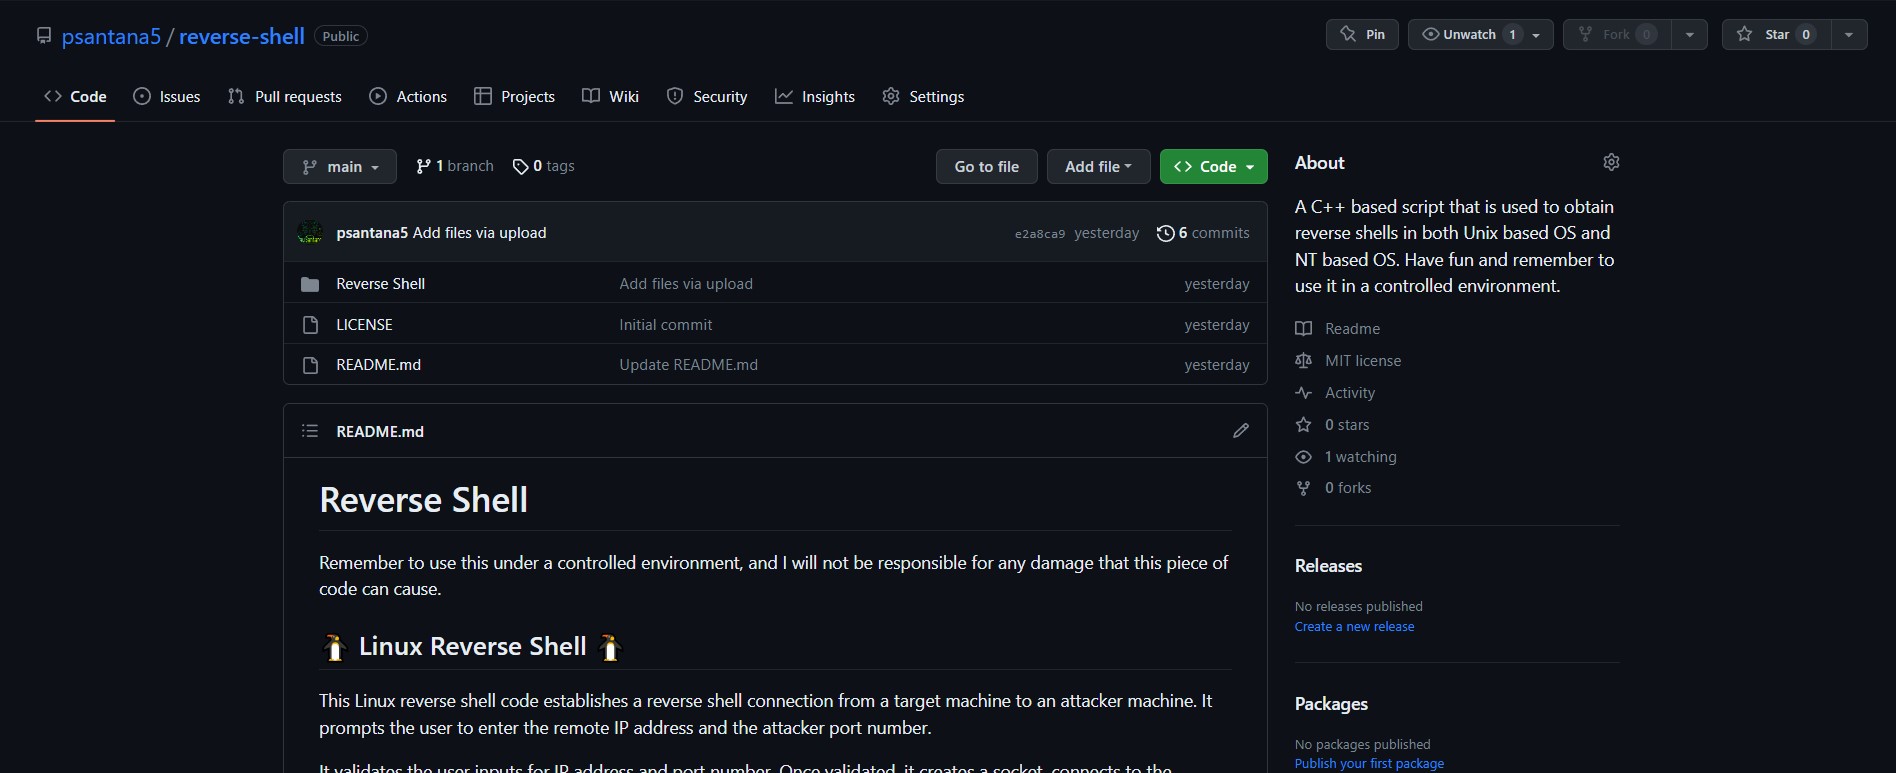 psantana5 / reverse-shell Public
Pin
Unwatch 1
Fork 0
Star 0
Code
Issues
Pull requests
Actions
Projects
Wiki
Security
Insights
Settings
main
1 branch
0 tags
Go to file
Add file
Code
psantana5 Add files via upload
e2a8ca9 yesterday
6 commits
Reverse Shell
Add files via upload
yesterday
LICENSE
Initial commit
yesterday
README.md
Update README.md
yesterday
README.md
Reverse Shell
Remember to use this under a controlled environment, and I will not be responsible for any damage that this piece of
code can cause.
Linux Reverse Shell
This Linux reverse shell code establishes a reverse shell connection from a target machine to an attacker machine. It
prompts the user to enter the remote IP address and the attacker port number.
It validates the user inputs for IP address and port number. Once validated, it creates a socket, connects to the
About
A C++ based script that is used to obtain
reverse shells in both Unix based OS and
NT based OS. Have fun and remember to
use it in a controlled environment.
Readme
MIT license
Activity
0 stars
1 watching
0 forks
Releases
No releases published
Create a new release
Packages
No packages published
Publish your first package